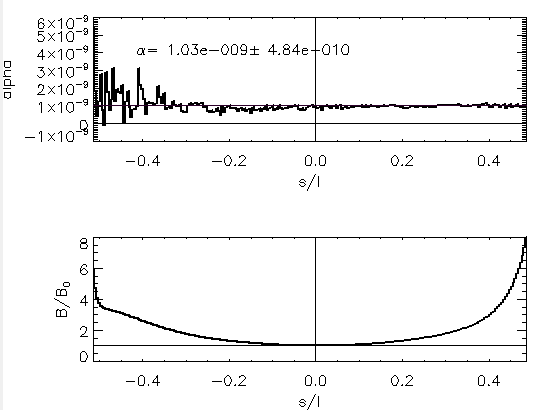 6×10⁻⁹
5×10⁻⁹
4×10⁻⁹
3×10⁻⁹
2×10⁻⁹
1×10⁻⁹
0
−1×10⁻⁹
alpha
α= 1.03e−009± 4.84e−010
−0.4 −0.2 0.0 0.2 0.4
s/l
8
6
4
2
0
B/B₀
−0.4 −0.2 0.0 0.2 0.4
s/l